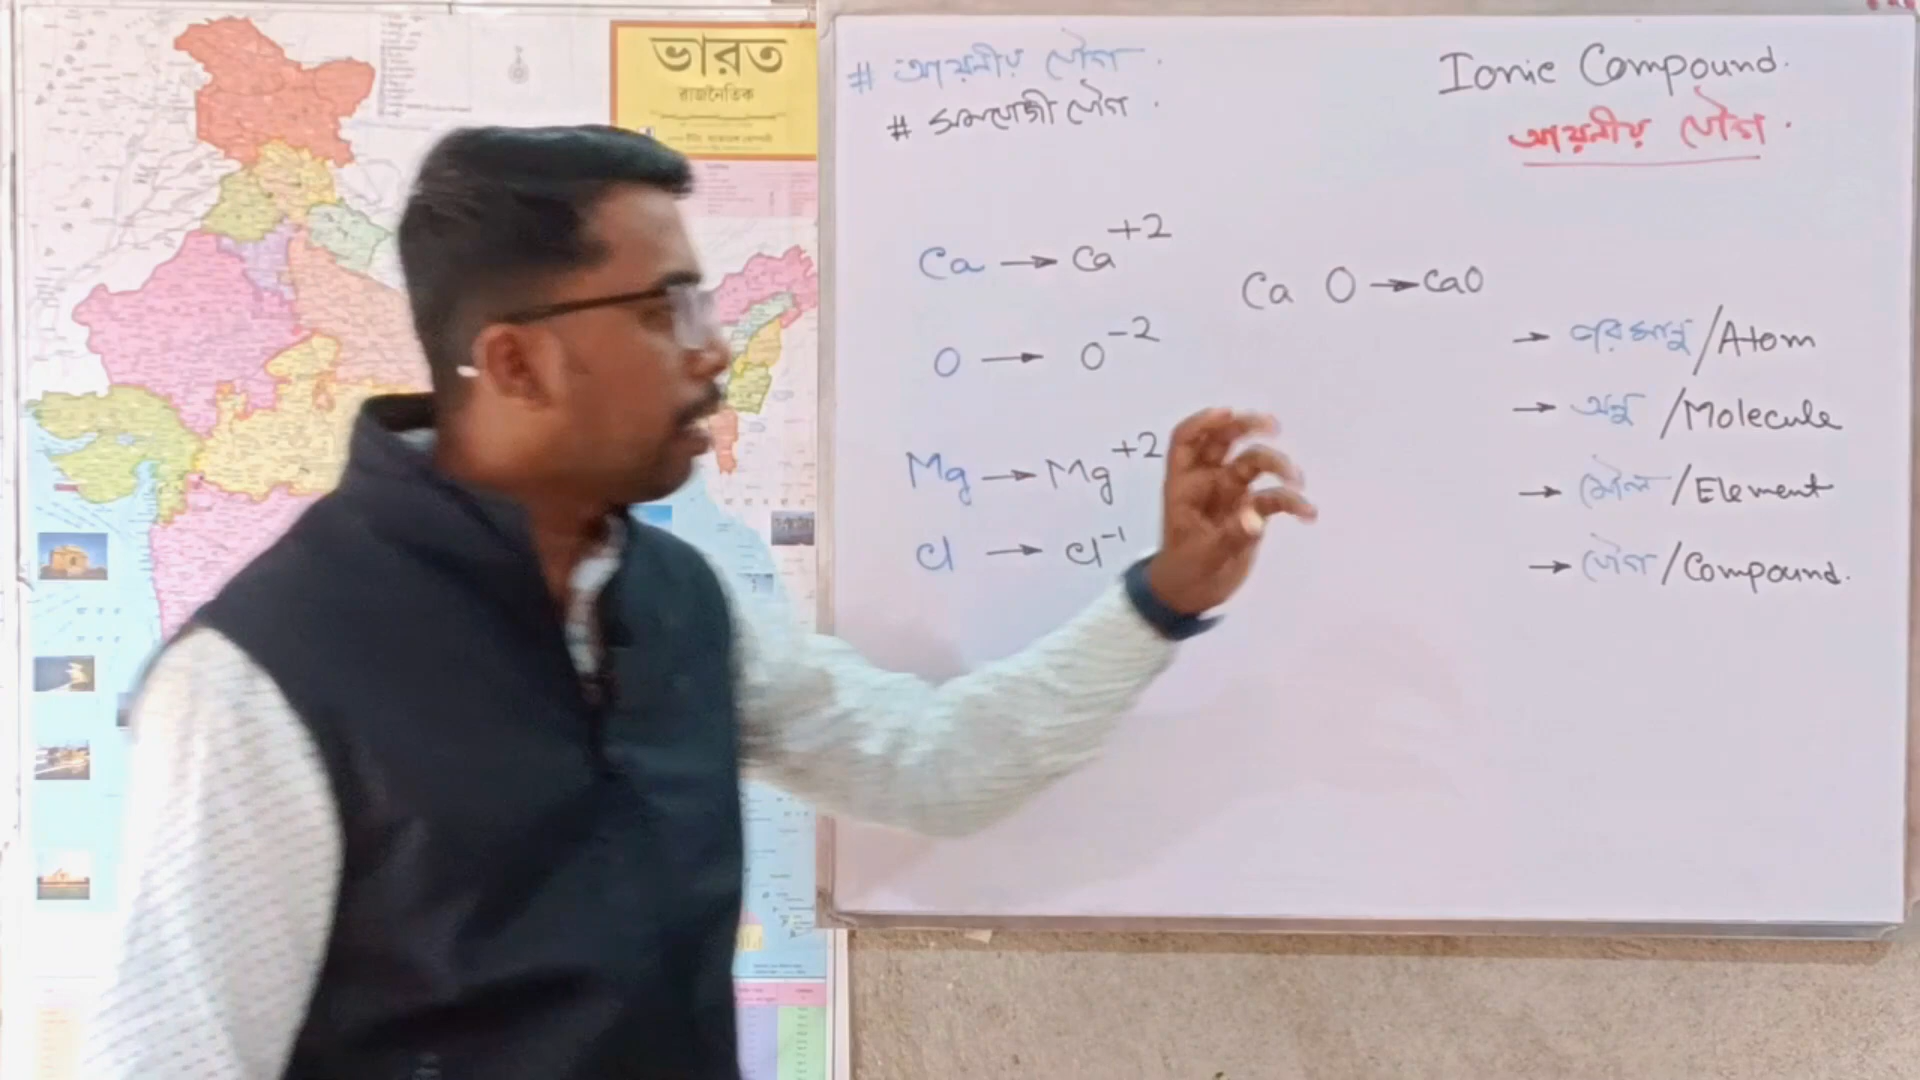 ভারত
রাজনৈতিক
# আয়নীয় যৌগ .
# সমযোজী যৌগ .
Ionic Compound.
আয়নীয় যৌগ .
Ca → Ca+2
O → O-2
Mg → Mg+2
Cl → Cl-1
Ca O → CaO
→ পরমানু / Atom
→ অনু / Molecule
→ মৌল / Element
→ যৌগ / Compound.